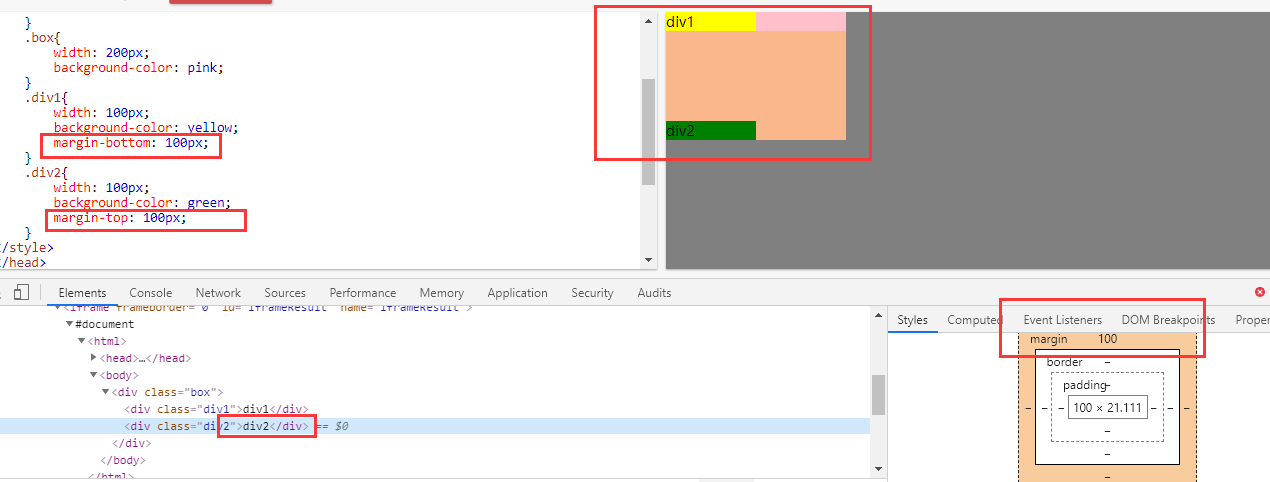 }
.box{
width: 200px;
background-color: pink;
}
.div1{
width: 100px;
background-color: yellow;
margin-bottom: 100px;
}
.div2{
width: 100px;
background-color: green;
margin-top: 100px;
}
/style>
/head>
div1
div2
Elements Console Network Sources Performance Memory Application Security Audits
<iframe frameborder="0" id="iframeResult" name="iframeResult">
#document
<html>
<head>…</head>
<body>
<div class="box">
<div class="div1">div1</div>
<div class="div2">div2</div> == $0
</div>
</body>
</html>
Styles Computed Event Listeners DOM Breakpoints Proper
margin 100
border –
padding –
– – – 100 × 21.111 – – –
–
–
–